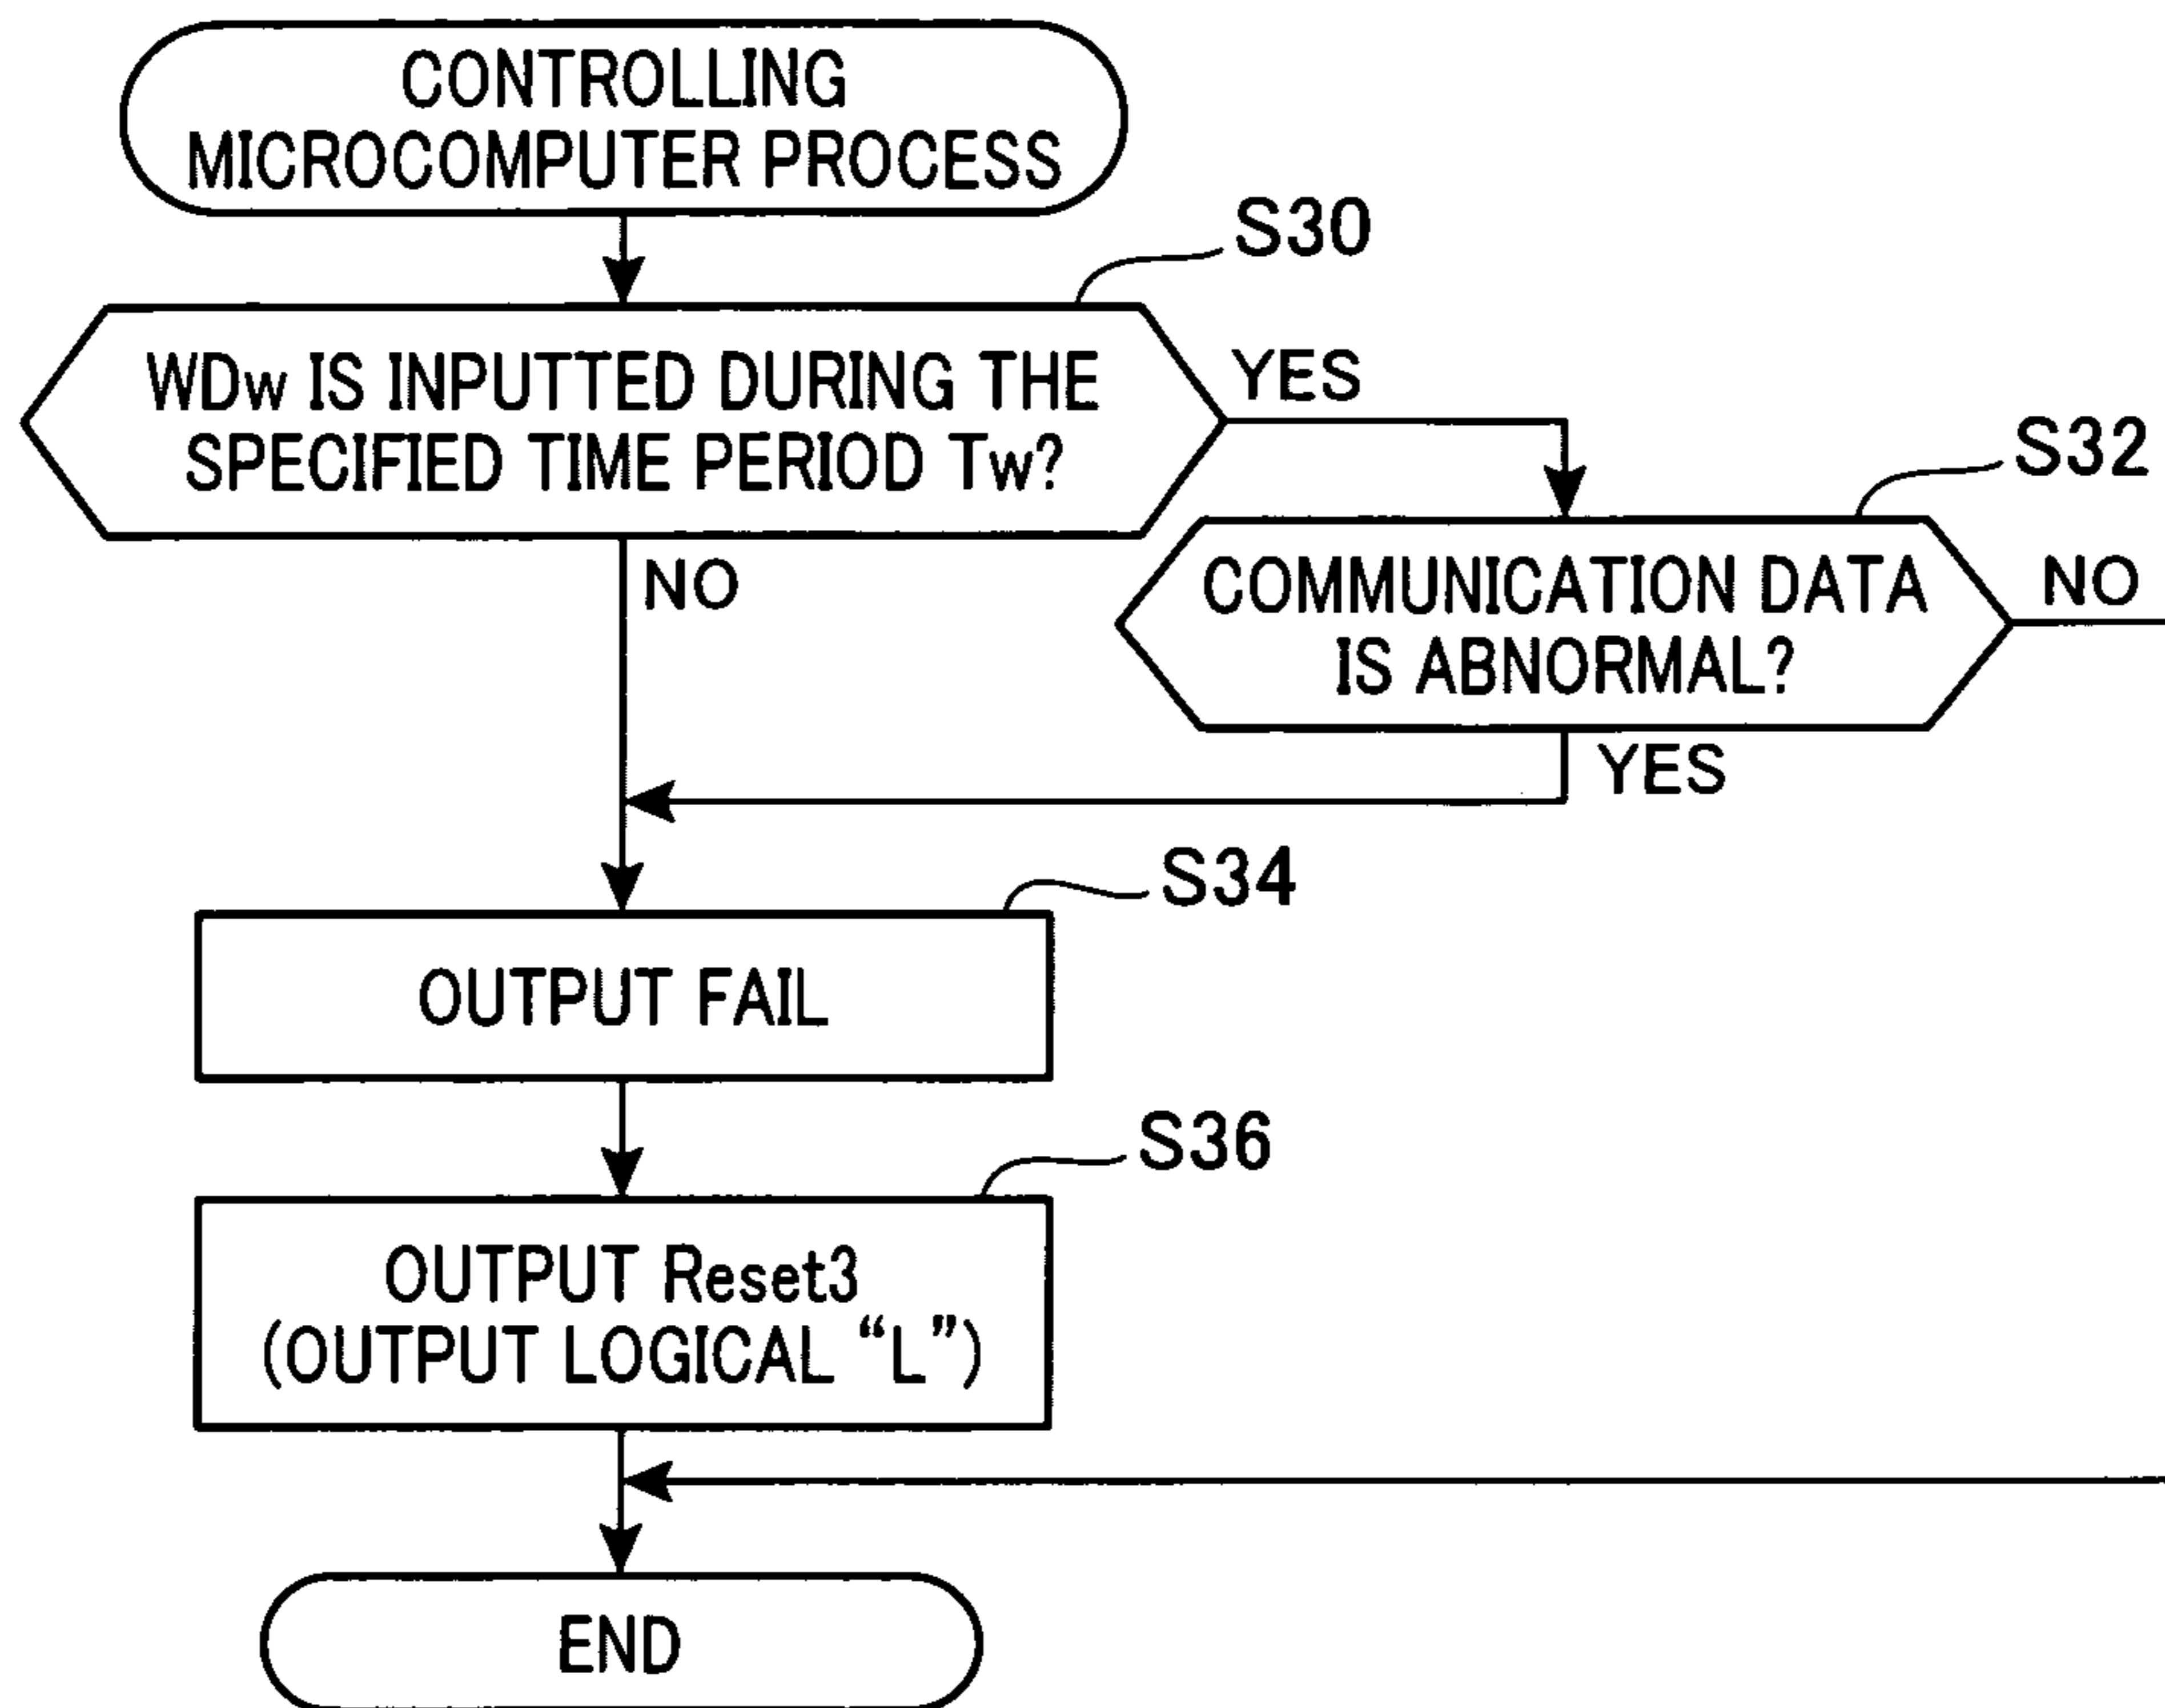 CONTROLLING
MICROCOMPUTER PROCESS
S30
WDw IS INPUTTED DURING THE
SPECIFIED TIME PERIOD Tw?
YES
S32
NO
COMMUNICATION DATA
IS ABNORMAL?
NO
YES
S34
OUTPUT FAIL
S36
OUTPUT Reset3
(OUTPUT LOGICAL “L”)
END